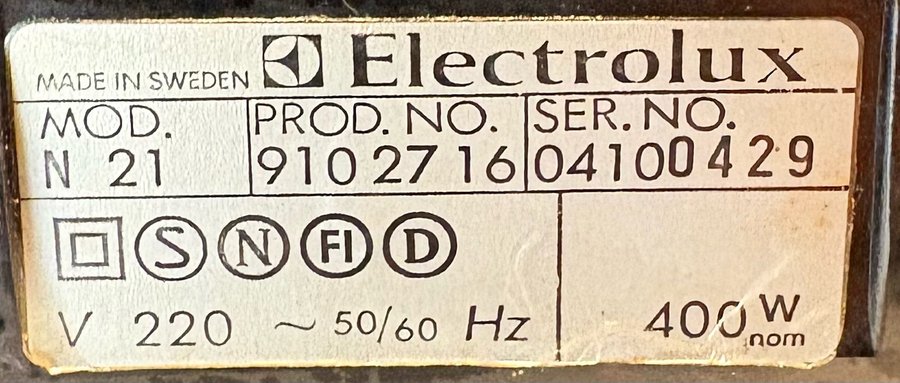 MADE IN SWEDEN Electrolux
MOD. PROD. NO. SER. NO.
N 21 910 27 16 04100429
S N FI D
V 220 ~ 50/60 Hz 400 W nom